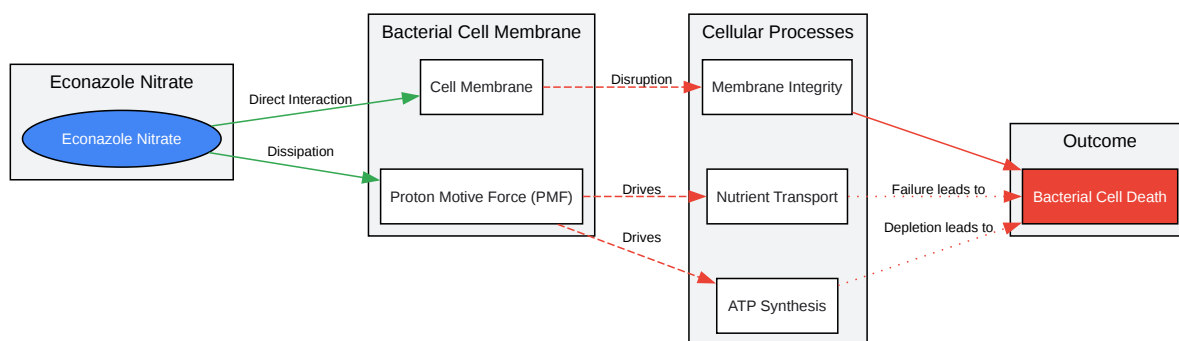 Econazole Nitrate
Econazole Nitrate
Direct Interaction
Dissipation
Bacterial Cell Membrane
Cell Membrane
Proton Motive Force (PMF)
Disruption
Drives
Drives
Cellular Processes
Membrane Integrity
Nutrient Transport
ATP Synthesis
Failure leads to
Depletion leads to
Outcome
Bacterial Cell Death